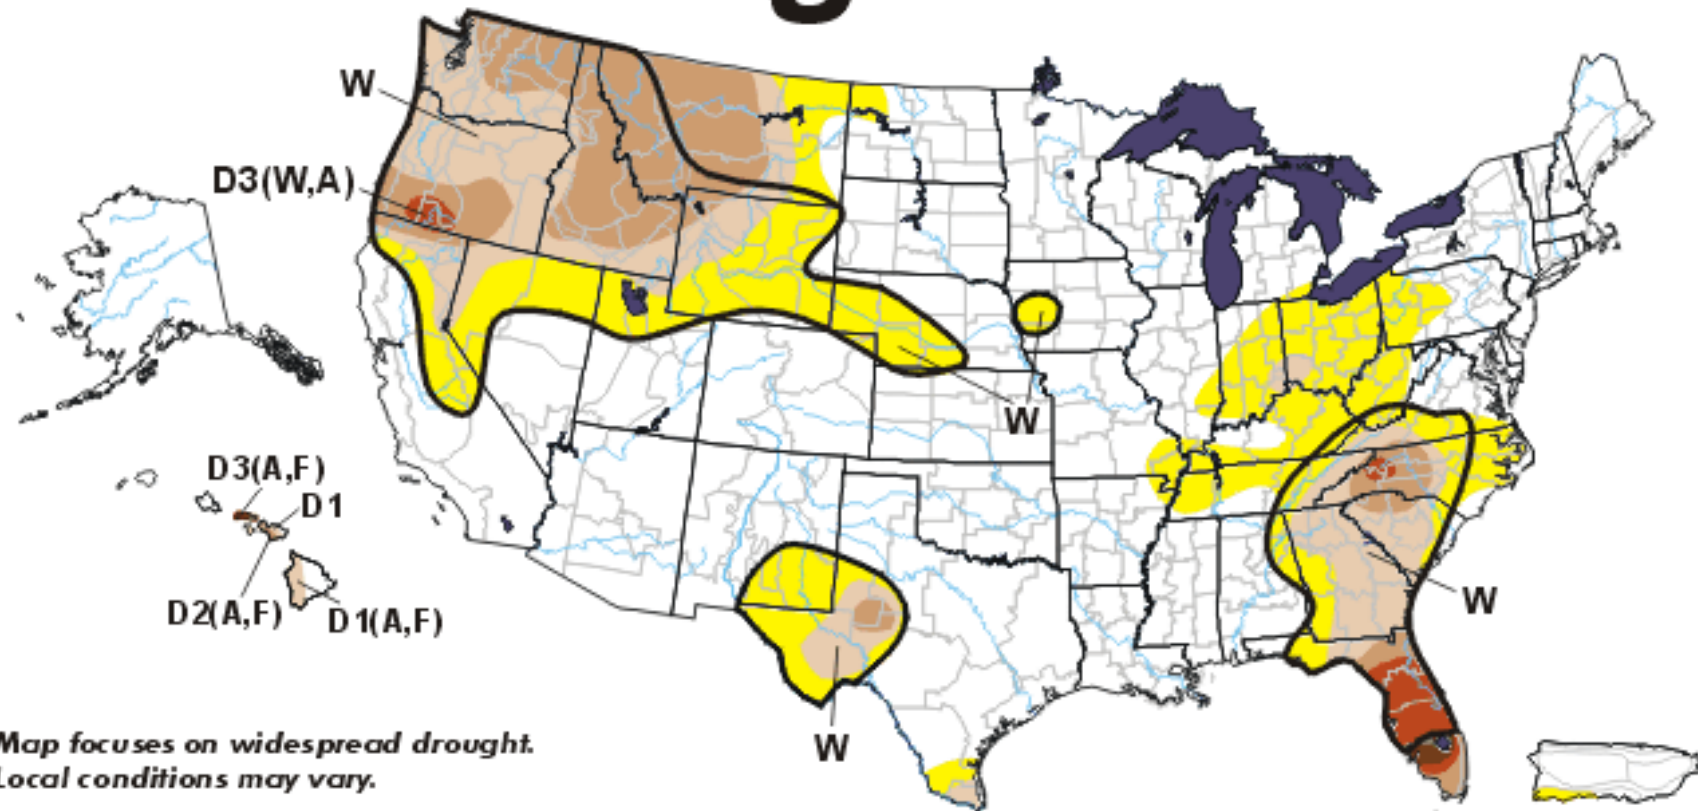 W
D3(W,A)
W
D3(A,F)
D1
D2(A,F)
D1(A,F)
W
W
Map focuses on widespread drought.
Local conditions may vary.